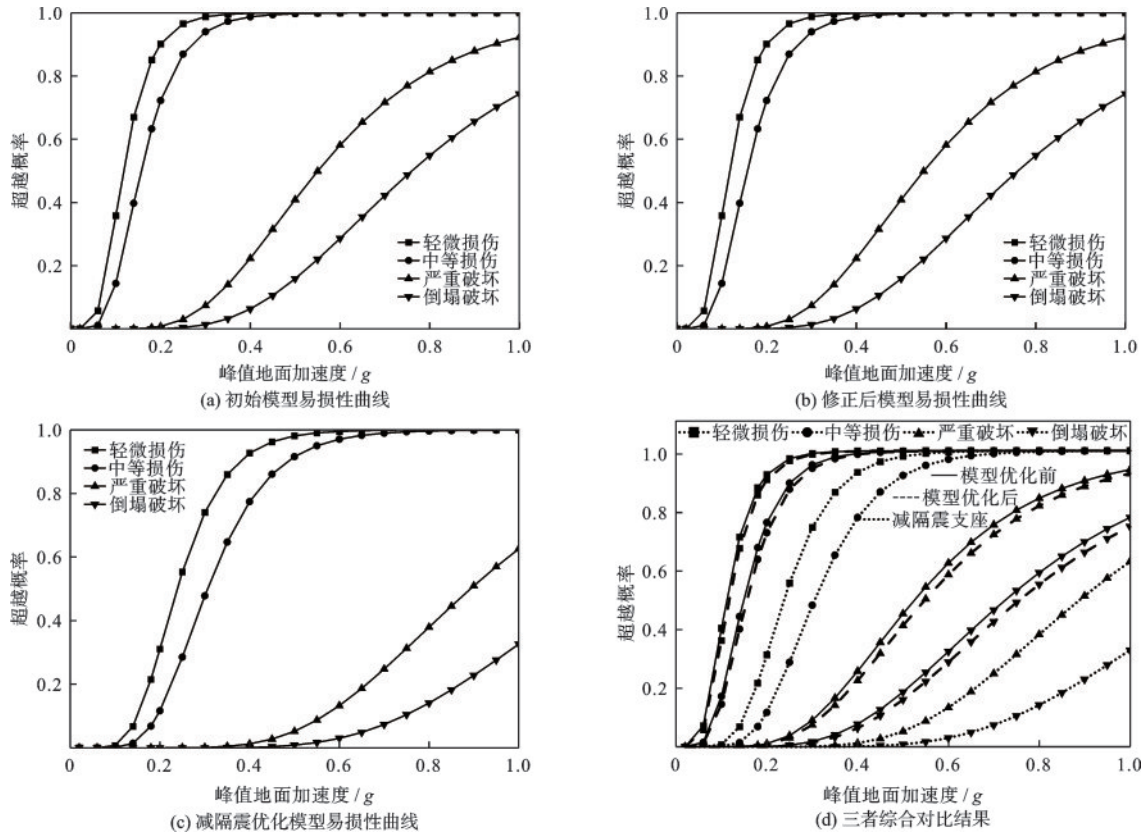 超越概率
1.0
0.8
0.6
0.4
0.2
轻微损伤
中等损伤
严重破坏
倒塌破坏
0 0.2 0.4 0.6 0.8 1.0
峰值地面加速度 / g
(a) 初始模型易损性曲线
超越概率
1.0
0.8
0.6
0.4
0.2
轻微损伤
中等损伤
严重破坏
倒塌破坏
0 0.2 0.4 0.6 0.8 1.0
峰值地面加速度 / g
(b) 修正后模型易损性曲线
超越概率
1.0
0.8
0.6
0.4
0.2
轻微损伤
中等损伤
严重破坏
倒塌破坏
0 0.2 0.4 0.6 0.8 1.0
峰值地面加速度 / g
(c) 减隔震优化模型易损性曲线
超越概率
1.0
0.8
0.6
0.4
0.2
轻微损伤 中等损伤 严重破坏 倒塌破坏
模型优化前
模型优化后
减隔震支座
0 0.2 0.4 0.6 0.8 1.0
峰值地面加速度 / g
(d) 三者综合对比结果